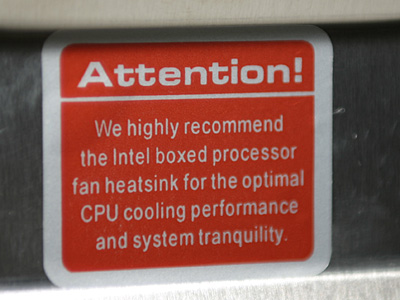 Attention!
We highly recommend
the Intel boxed processor
fan heatsink for the optimal
CPU cooling performance
and system tranquility.